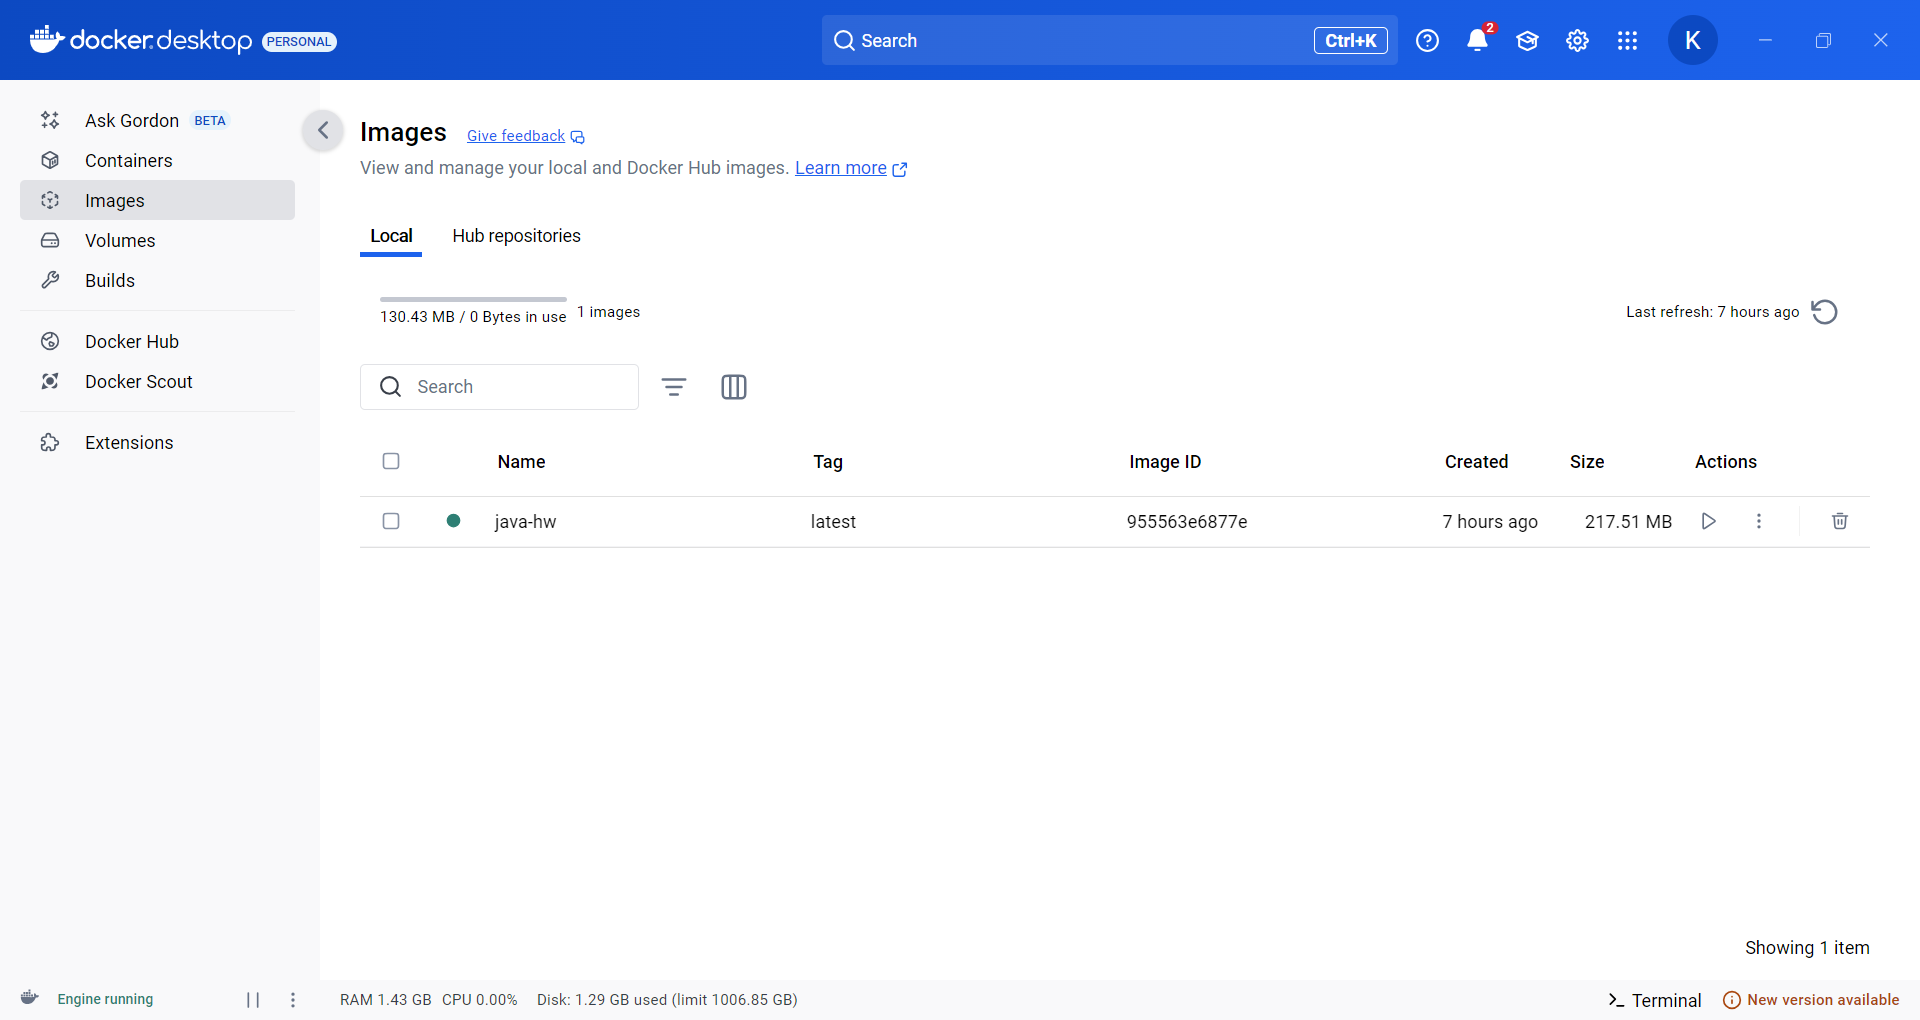 docker.desktop PERSONAL
Search
Ctrl+K
2
K
Ask Gordon BETA
Containers
Images
Volumes
Builds
Docker Hub
Docker Scout
Extensions
Images Give feedback
View and manage your local and Docker Hub images. Learn more
Local Hub repositories
130.43 MB / 0 Bytes in use 1 images
Last refresh: 7 hours ago
Search
Name Tag Image ID Created Size Actions
java-hw latest 955563e6877e 7 hours ago 217.51 MB
Showing 1 item
Engine running
RAM 1.43 GB CPU 0.00% Disk: 1.29 GB used (limit 1006.85 GB)
Terminal
New version available